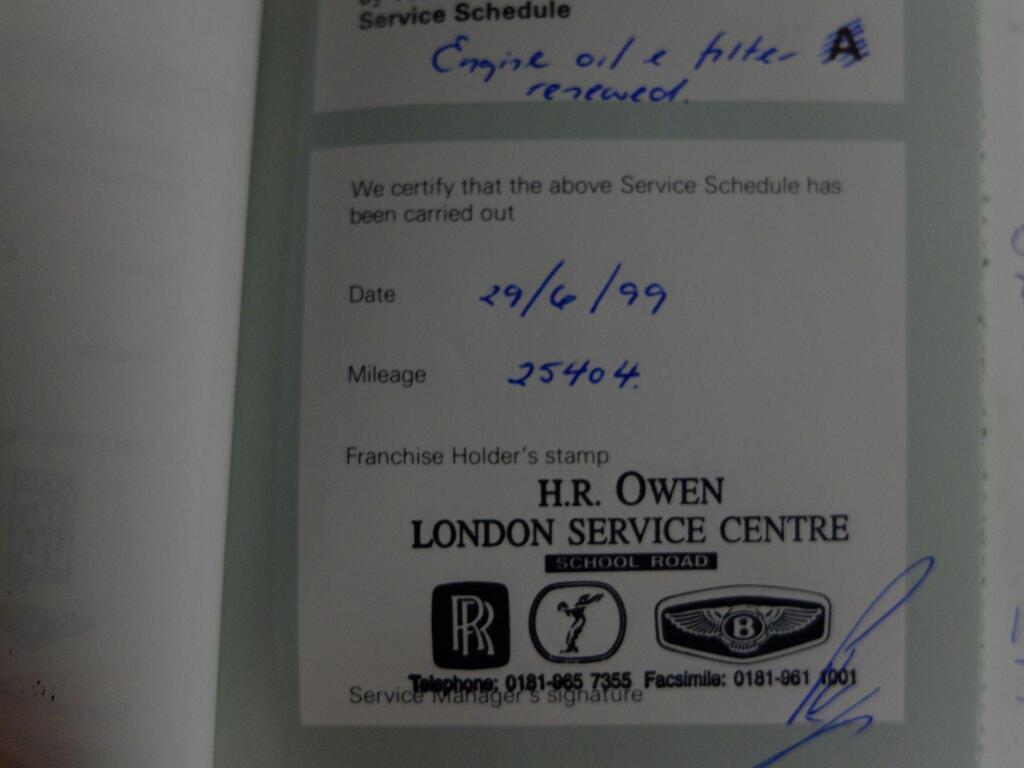 Service Schedule
Engine oil e filter A
renewed.
We certify that the above Service Schedule has
been carried out
Date 29/6/99
Mileage 25404.
Franchise Holder's stamp
H.R. OWEN
LONDON SERVICE CENTRE
SCHOOL ROAD
RR B
Telephone: 0181-965 7355 Facsimile: 0181-961 1001
Service Manager's signature